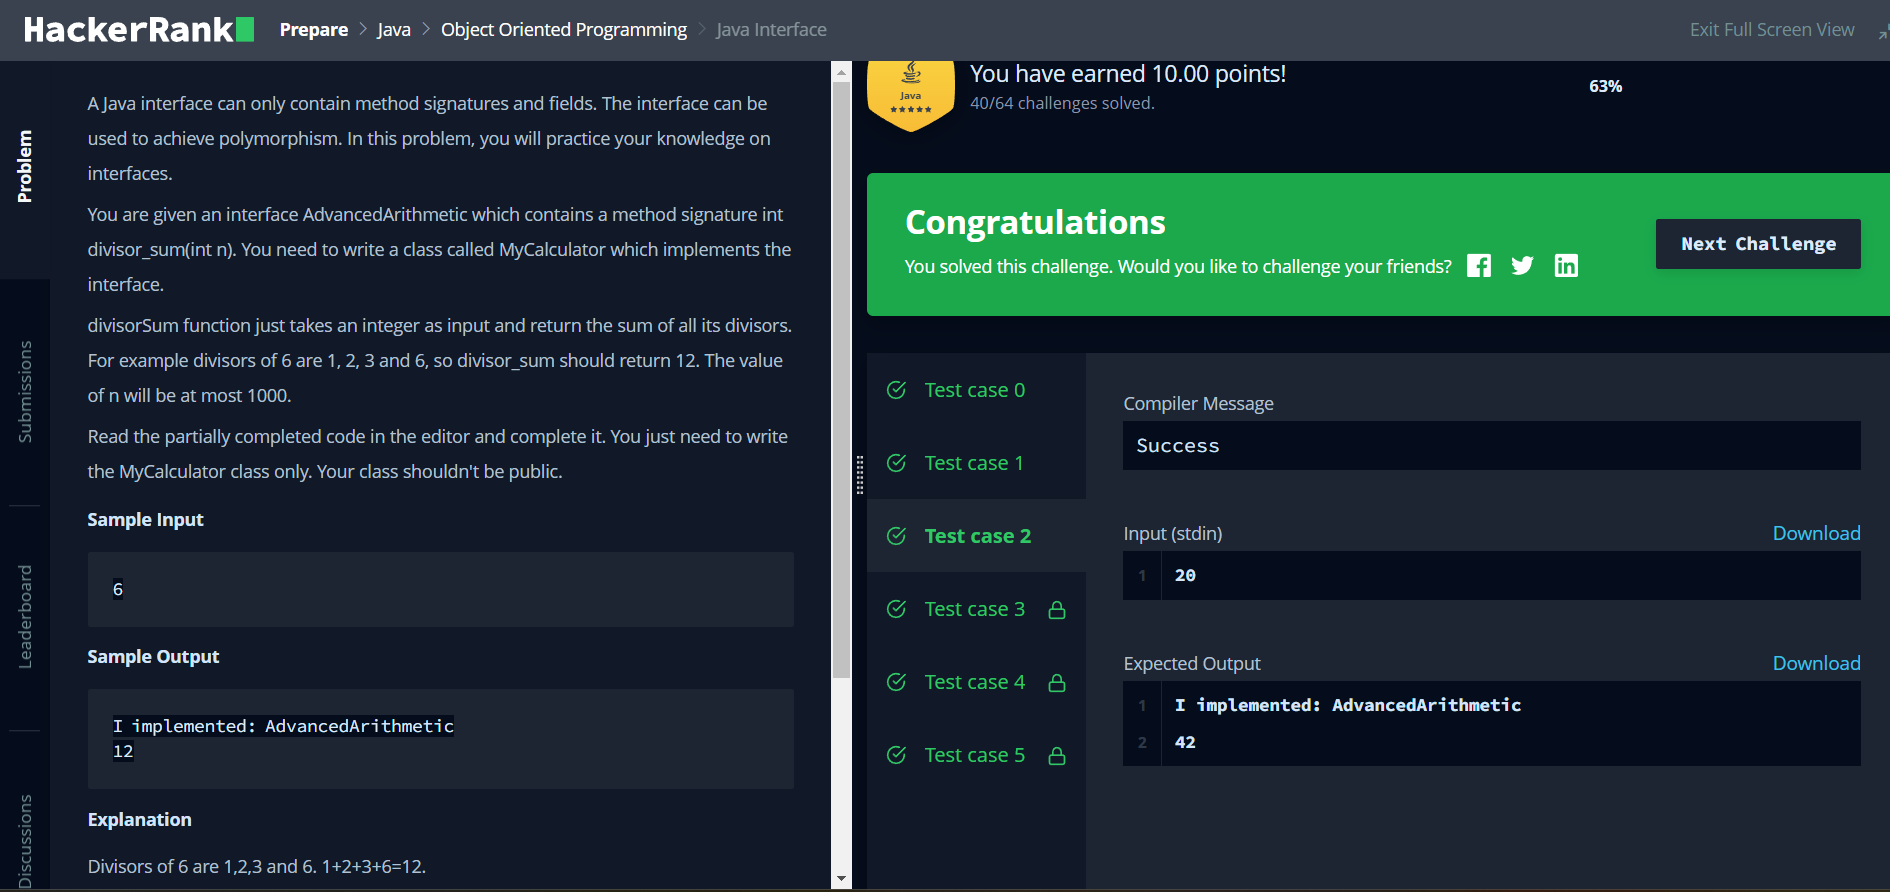 HackerRank
Prepare > Java > Object Oriented Programming > Java Interface
Exit Full Screen View
Problem
Submissions
Leaderboard
Discussions
A Java interface can only contain method signatures and fields. The interface can be
used to achieve polymorphism. In this problem, you will practice your knowledge on
interfaces.
You are given an interface AdvancedArithmetic which contains a method signature int
divisor_sum(int n). You need to write a class called MyCalculator which implements the
interface.
divisorSum function just takes an integer as input and return the sum of all its divisors.
For example divisors of 6 are 1, 2, 3 and 6, so divisor_sum should return 12. The value
of n will be at most 1000.
Read the partially completed code in the editor and complete it. You just need to write
the MyCalculator class only. Your class shouldn't be public.
Sample Input
6
Sample Output
I implemented: AdvancedArithmetic
12
Explanation
Divisors of 6 are 1,2,3 and 6. 1+2+3+6=12.
Java
You have earned 10.00 points!
40/64 challenges solved.
63%
Congratulations
You solved this challenge. Would you like to challenge your friends?
Next Challenge
Test case 0
Test case 1
Test case 2
Test case 3
Test case 4
Test case 5
Compiler Message
Success
Input (stdin)
Download
1 20
Expected Output
Download
1 I implemented: AdvancedArithmetic
2 42